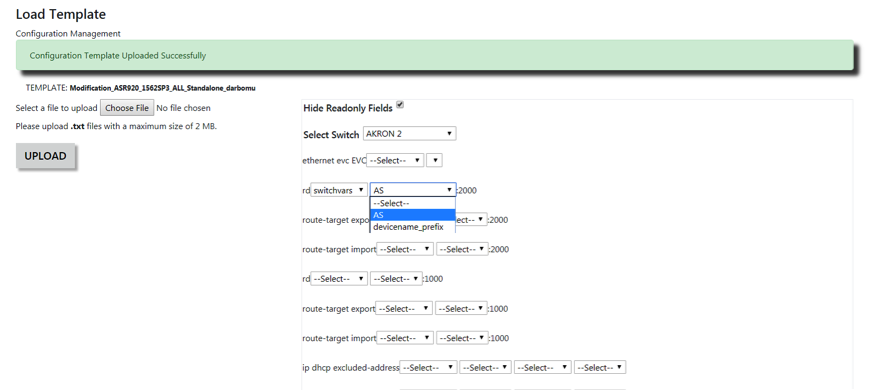 Load Template
Configuration Management
Configuration Template Uploaded Successfully
TEMPLATE: Modification_ASR920_1562SP3_ALL_Standalone_darbomu
Select a file to upload Choose File No file chosen
Please upload .txt files with a maximum size of 2 MB.
UPLOAD
Hide Readonly Fields
Select Switch AKRON 2
ethernet evc EVC --Select--
rd switchvars AS :2000
--Select--
AS
devicename_prefix
route-target expo lect-- :2000
route-target import --Select-- --Select-- :2000
rd --Select-- --Select-- :1000
route-target export --Select-- --Select-- :1000
route-target import --Select-- --Select-- :1000
ip dhcp excluded-address --Select-- --Select-- --Select-- --Select--